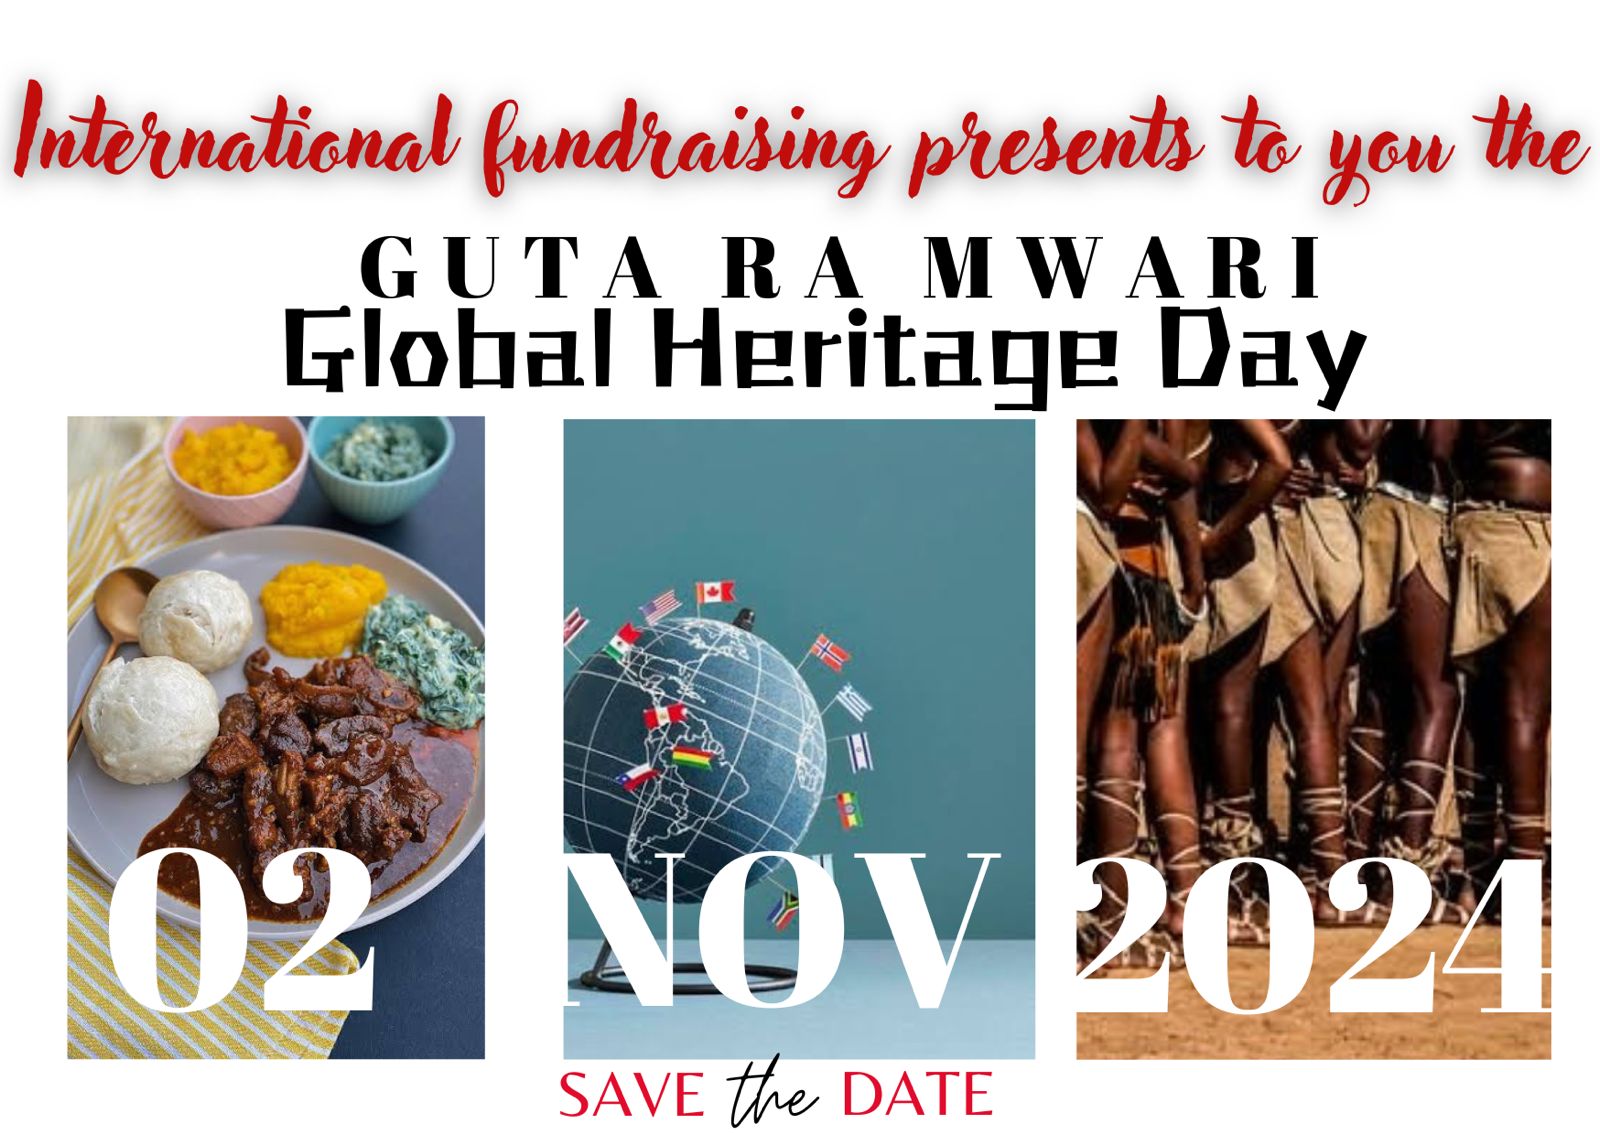 International fundraising presents to you the
GUTA RA MWARI
Global Heritage Day
02 NOV 2024
SAVE the DATE